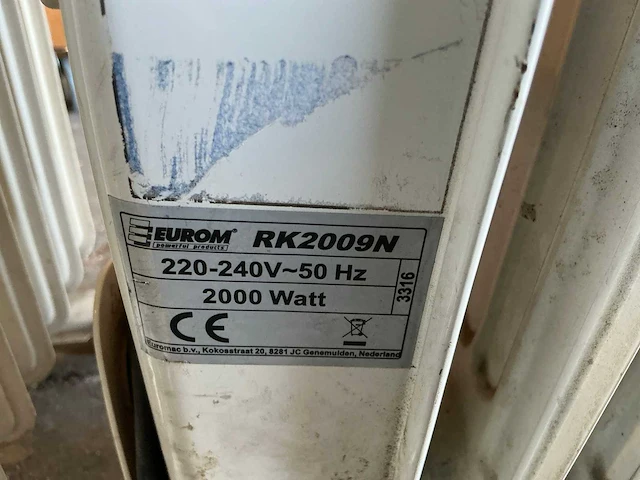 EUROM RK2009N
powerful products
220-240V~50 Hz
2000 Watt
3316
CE
Euromac b.v., Kokosstraat 20, 8281 JC Genemuiden, Nederland